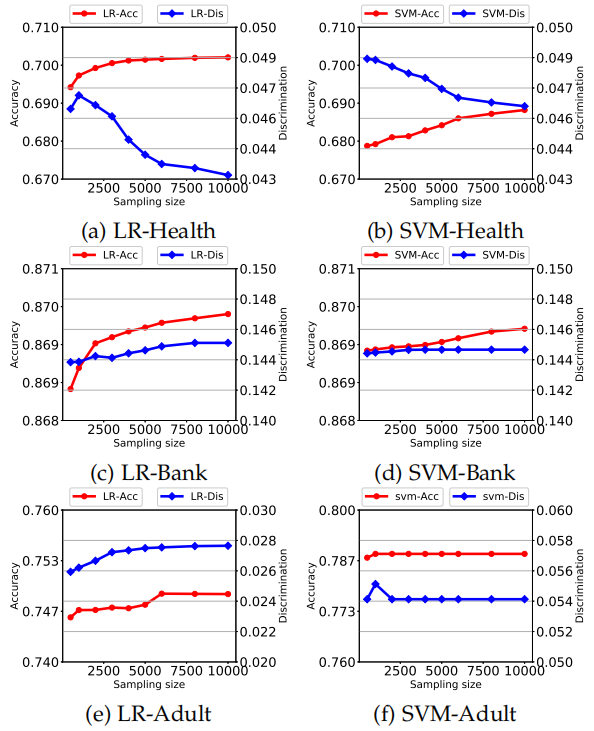 LR-Acc LR-Dis
0.710
0.700
0.690
0.680
0.670
Accuracy
0.050
0.049
0.047
0.046
0.044
0.043
Discrimination
2500 5000 7500 10000
Sampling size
(a) LR-Health
SVM-Acc SVM-Dis
0.710
0.700
0.690
0.680
0.670
Accuracy
0.050
0.049
0.047
0.046
0.044
0.043
Discrimination
2500 5000 7500 10000
Sampling size
(b) SVM-Health
LR-Acc LR-Dis
0.871
0.870
0.869
0.869
0.868
Accuracy
0.150
0.148
0.146
0.144
0.142
0.140
Discrimination
2500 5000 7500 10000
Sampling size
(c) LR-Bank
SVM-Acc SVM-Dis
0.871
0.870
0.869
0.869
0.868
Accuracy
0.150
0.148
0.146
0.144
0.142
0.140
Discrimination
2500 5000 7500 10000
Sampling size
(d) SVM-Bank
LR-Acc LR-Dis
0.760
0.753
0.747
0.740
Accuracy
0.030
0.028
0.026
0.024
0.022
0.020
Discrimination
2500 5000 7500 10000
Sampling size
(e) LR-Adult
svm-Acc svm-Dis
0.800
0.787
0.773
0.760
Accuracy
0.060
0.058
0.056
0.054
0.052
0.050
Discrimination
2500 5000 7500 10000
Sampling size
(f) SVM-Adult